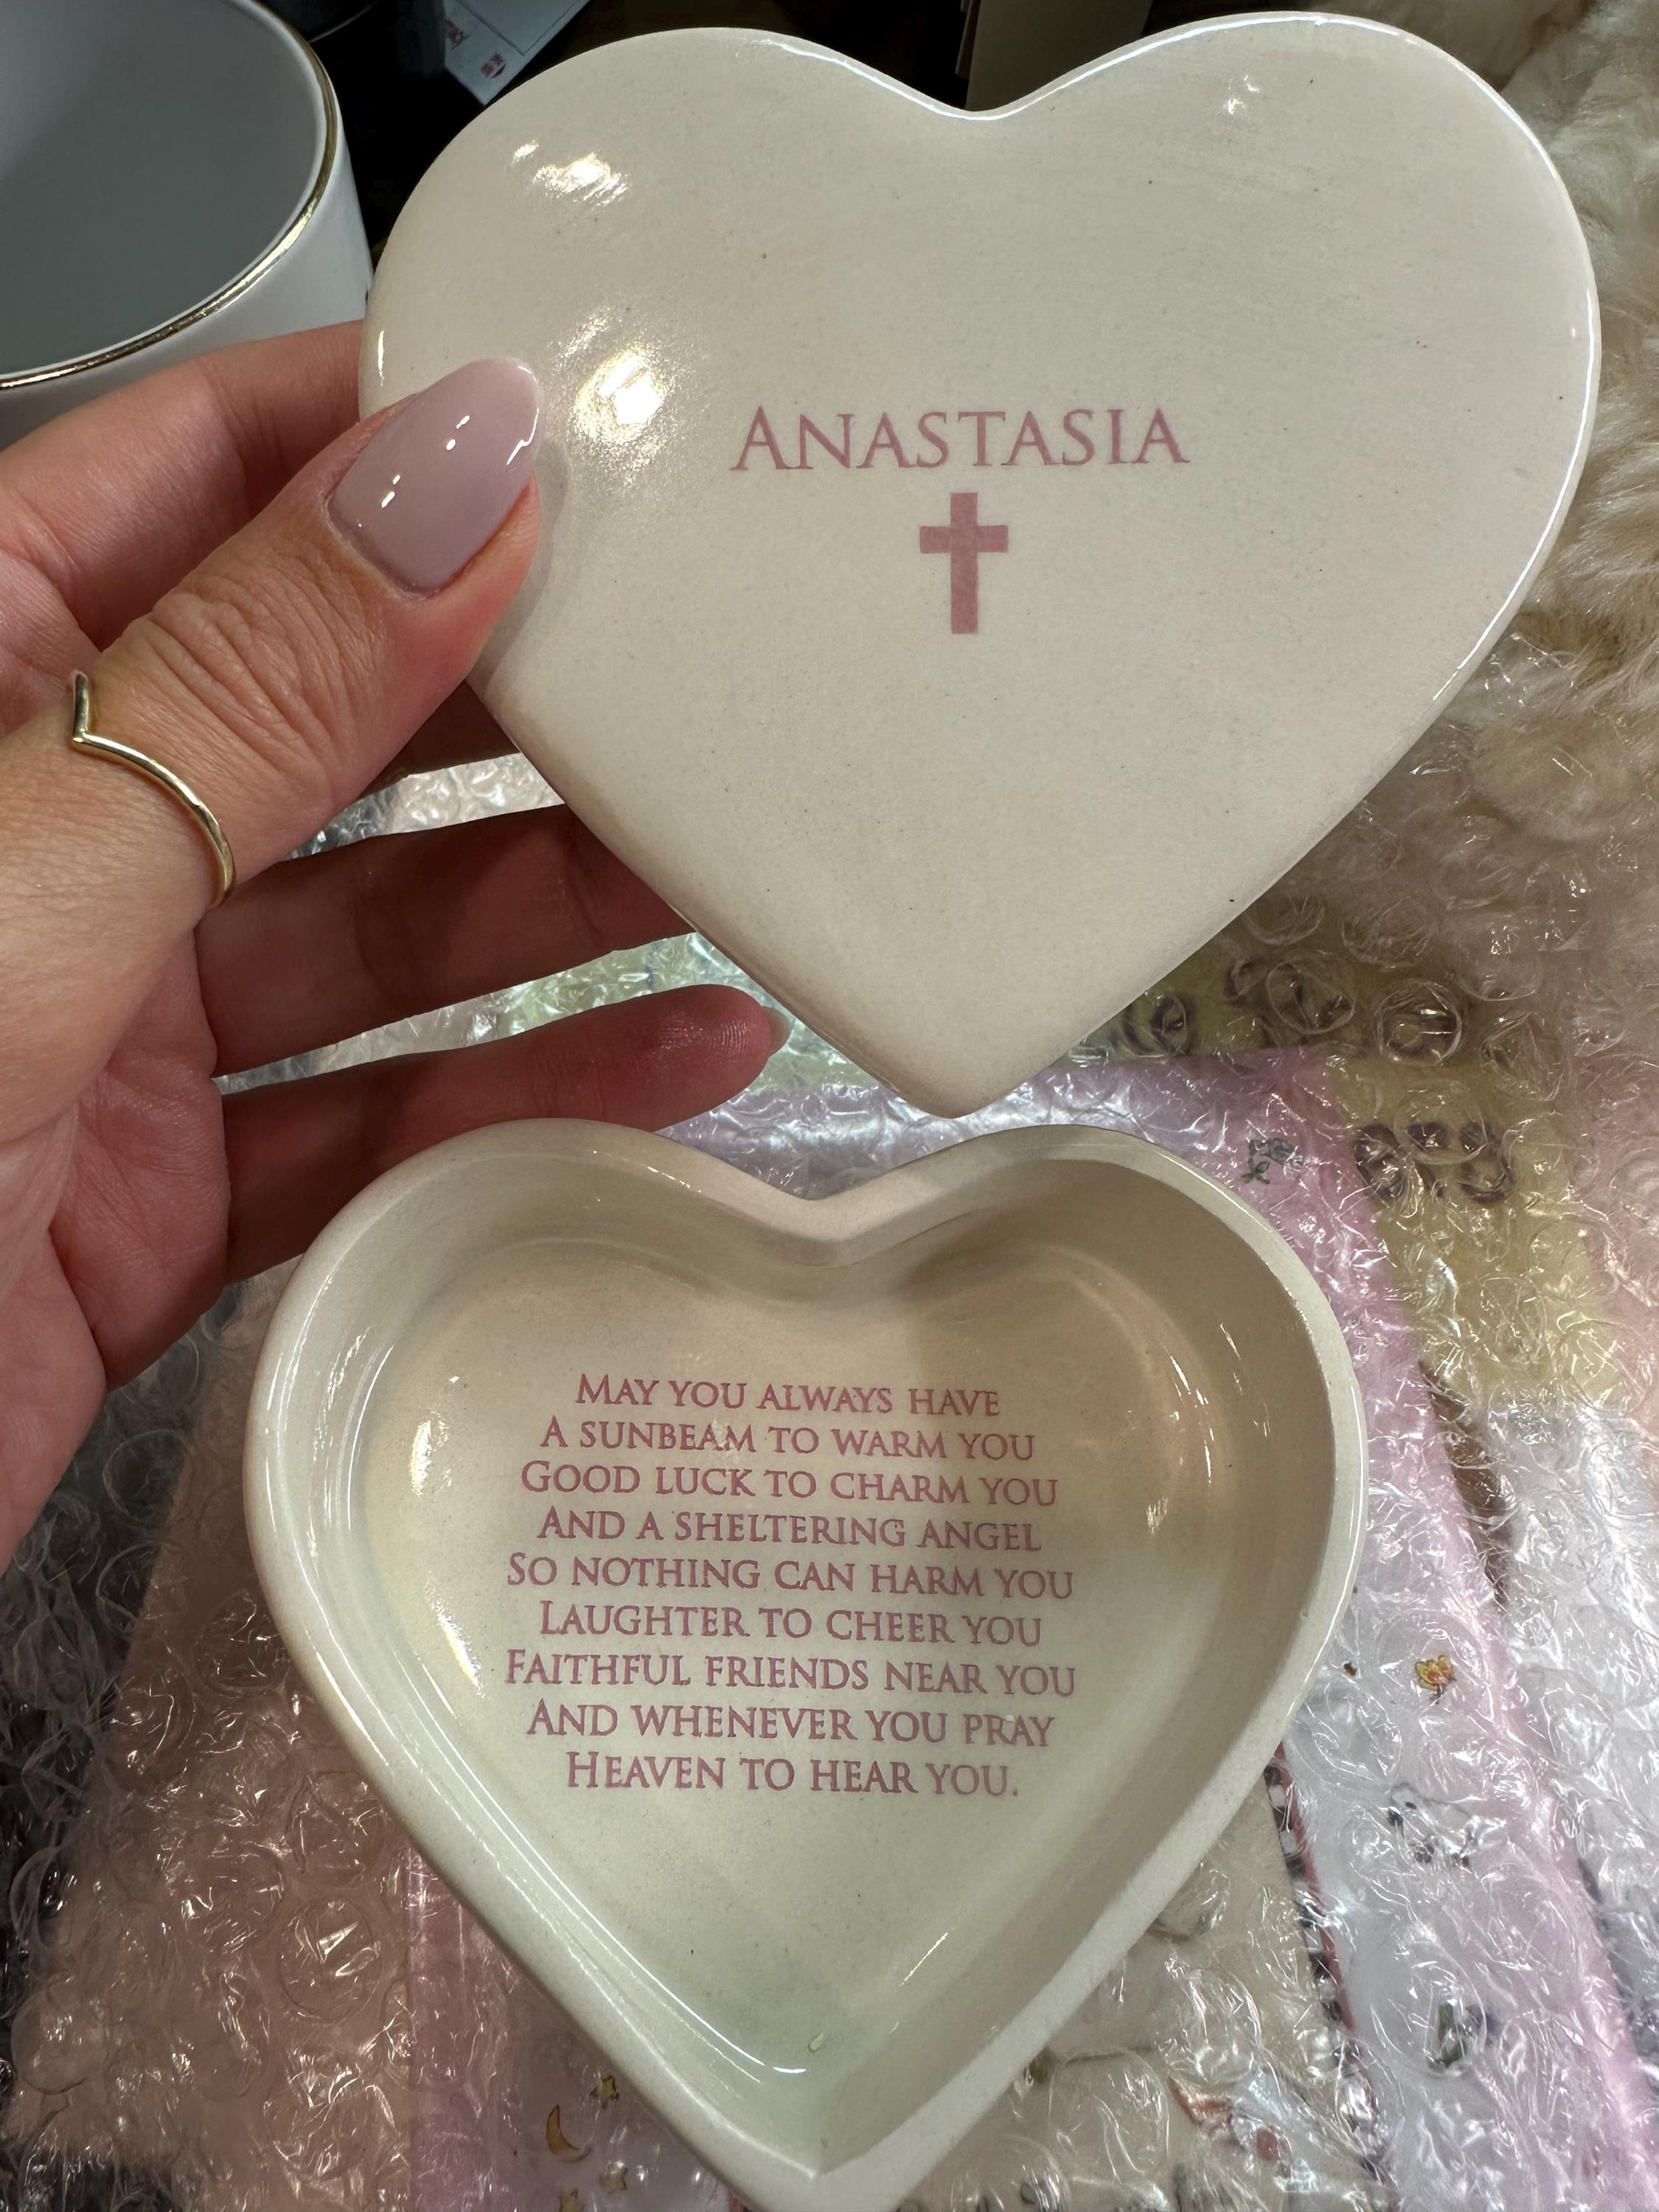 ANASTASIA
MAY YOU ALWAYS HAVE
A SUNBEAM TO WARM YOU
GOOD LUCK TO CHARM YOU
AND A SHELTERING ANGEL
SO NOTHING CAN HARM YOU
LAUGHTER TO CHEER YOU
FAITHFUL FRIENDS NEAR YOU
AND WHENEVER YOU PRAY
HEAVEN TO HEAR YOU.